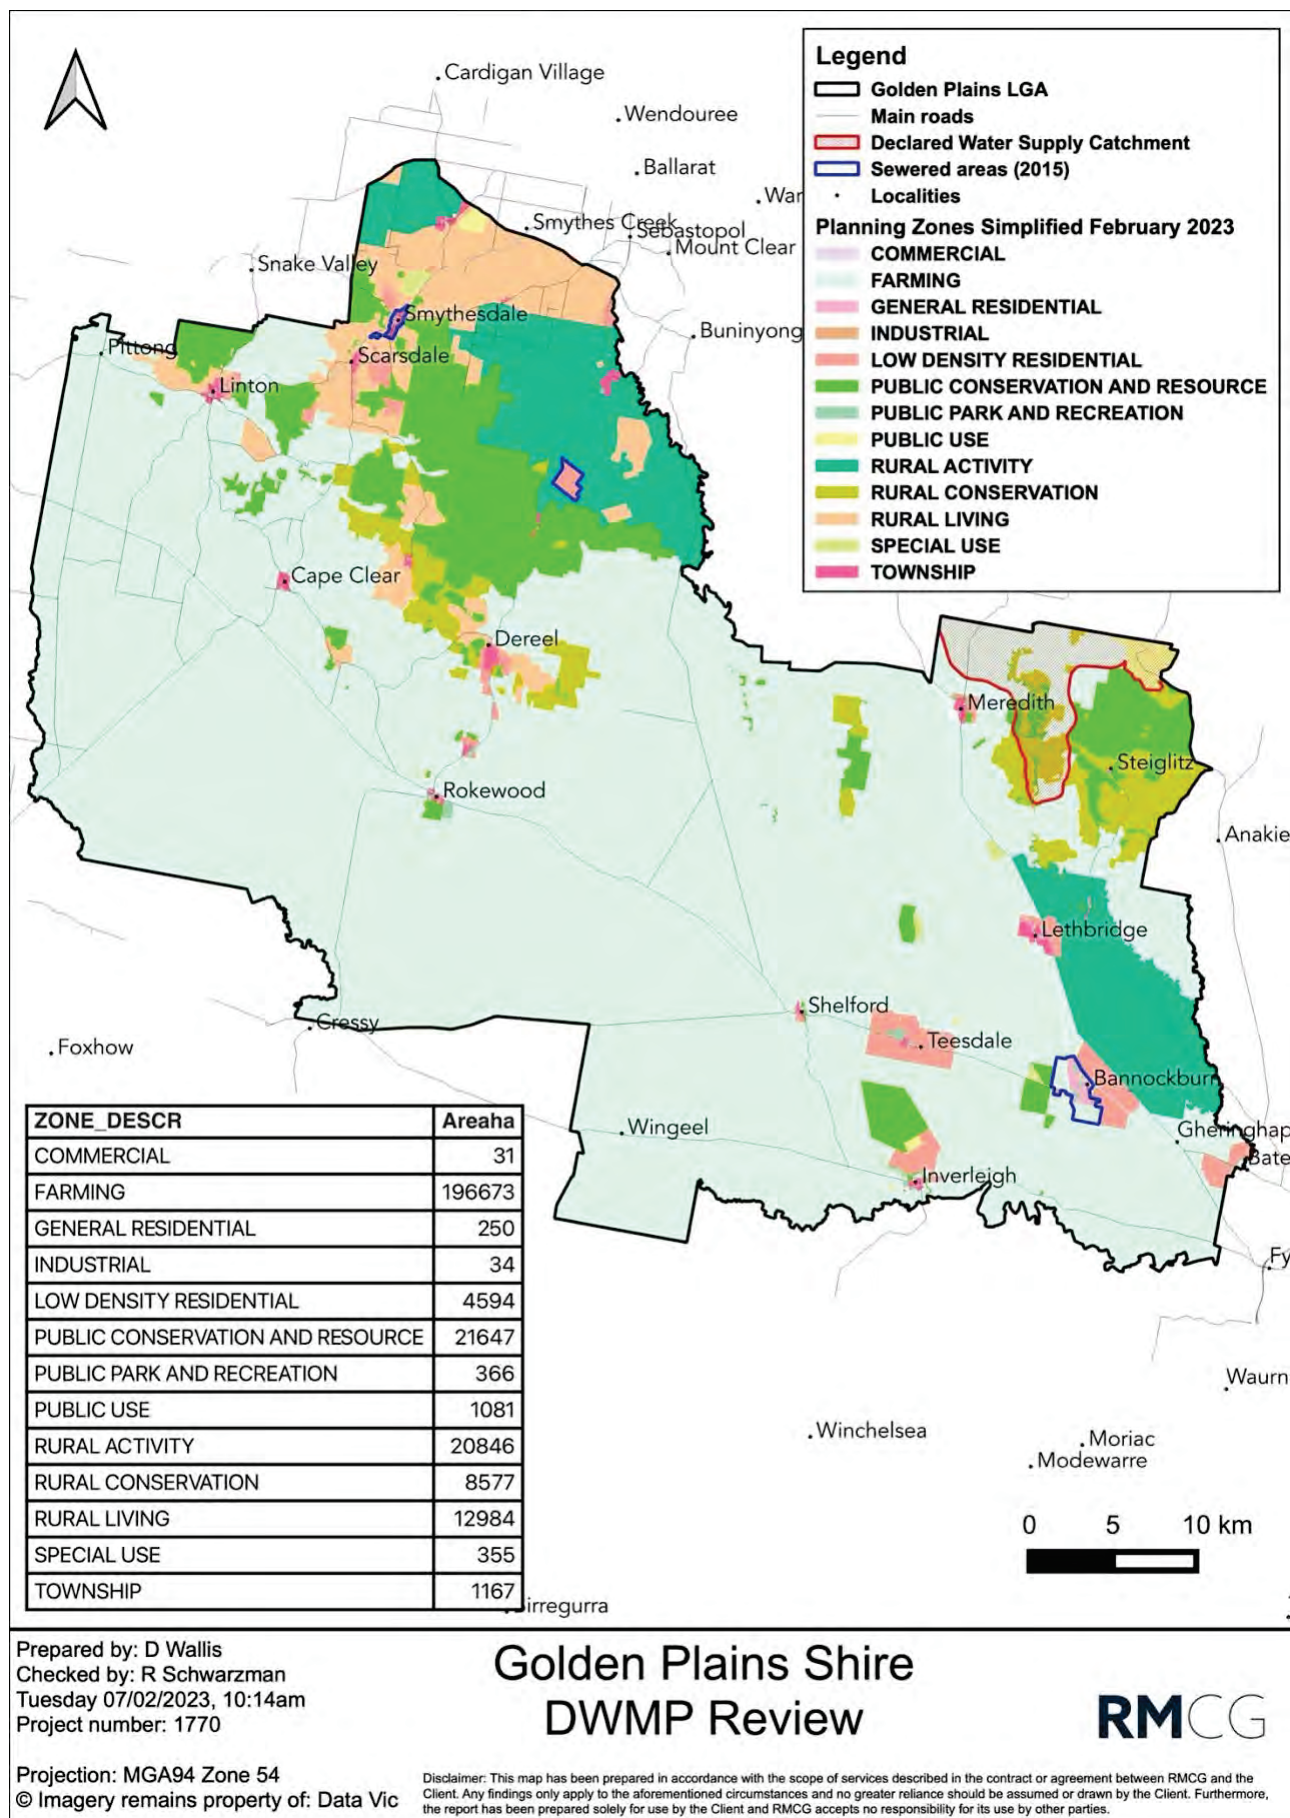 Cardigan Village
Wendouree
Ballarat
War
Smythes Creek
Sebastopol
Mount Clear
Snake Valley
Smythesdale
Buninyong
Pittong
Scarsdale
Linton
Cape Clear
Dereel
Meredith
Steiglitz
Rokewood
Anakie
Lethbridge
Shelford
Cressy
Teesdale
Foxhow
Bannockburn
Wingeel
Gheringhap
Bate
Inverleigh
Fy
Waurn
Winchelsea
Moriac
Modewarre
Birregurra
Legend
Golden Plains LGA
Main roads
Declared Water Supply Catchment
Sewered areas (2015)
Localities
Planning Zones Simplified February 2023
COMMERCIAL
FARMING
GENERAL RESIDENTIAL
INDUSTRIAL
LOW DENSITY RESIDENTIAL
PUBLIC CONSERVATION AND RESOURCE
PUBLIC PARK AND RECREATION
PUBLIC USE
RURAL ACTIVITY
RURAL CONSERVATION
RURAL LIVING
SPECIAL USE
TOWNSHIP
ZONE_DESCR Areaha
COMMERCIAL 31
FARMING 196673
GENERAL RESIDENTIAL 250
INDUSTRIAL 34
LOW DENSITY RESIDENTIAL 4594
PUBLIC CONSERVATION AND RESOURCE 21647
PUBLIC PARK AND RECREATION 366
PUBLIC USE 1081
RURAL ACTIVITY 20846
RURAL CONSERVATION 8577
RURAL LIVING 12984
SPECIAL USE 355
TOWNSHIP 1167
0 5 10 km
Prepared by: D Wallis
Checked by: R Schwarzman
Tuesday 07/02/2023, 10:14am
Project number: 1770
Projection: MGA94 Zone 54
© Imagery remains property of: Data Vic
Golden Plains Shire
DWMP Review
RMCG
Disclaimer: This map has been prepared in accordance with the scope of services described in the contract or agreement between RMCG and the
Client. Any findings only apply to the aforementioned circumstances and no greater reliance should be assumed or drawn by the Client. Furthermore,
the report has been prepared solely for use by the Client and RMCG accepts no responsibility for its use by other parties.